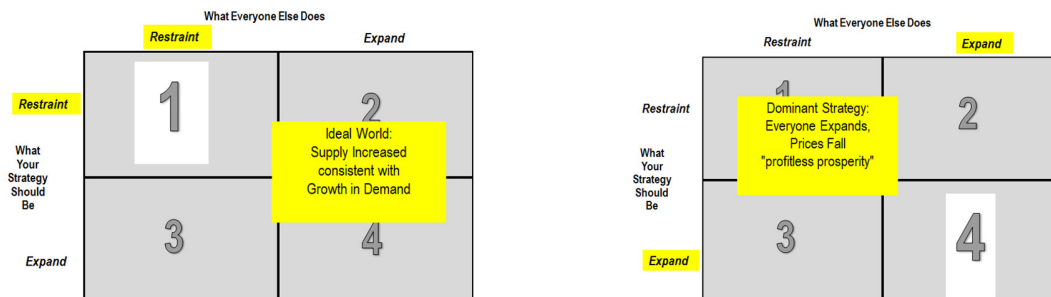 What Everyone Else Does
Restraint Expand
Restraint
1
2
Ideal World:
Supply Increased
consistent with
Growth in Demand
What
Your
Strategy
Should
Be
3
4
Expand
What Everyone Else Does
Restraint Expand
Restraint
1
2
Dominant Strategy:
Everyone Expands,
Prices Fall
"profitless prosperity"
What
Your
Strategy
Should
Be
3
4
Expand